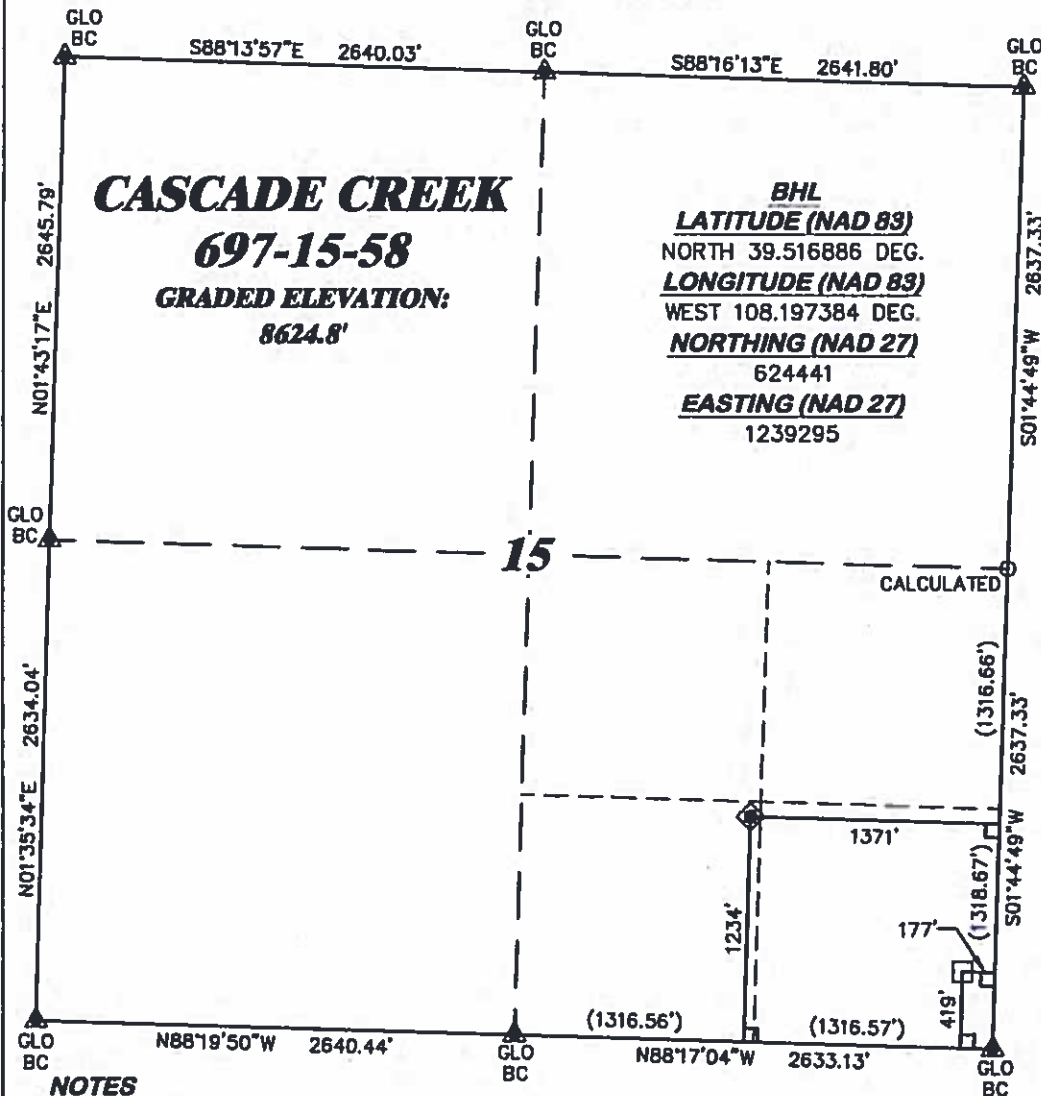 GLO
BC
S88°13'57"E 2640.03'
GLO
BC
S88°16'13"E 2641.80'
GLO
BC
N01°43'17"E 2645.79'
CASCADE CREEK
697-15-58
GRADED ELEVATION:
8624.8'
BHL
LATITUDE (NAD 83)
NORTH 39.516886 DEG.
LONGITUDE (NAD 83)
WEST 108.197384 DEG.
NORTHING (NAD 27)
624441
EASTING (NAD 27)
1239295
S01°44'49"W 2637.33'
GLO
BC
15
CALCULATED
N01°35'34"E 2634.04'
(1316.66')
S01°44'49"W 2637.33'
1371'
(1318.67')
1234'
177'
419'
GLO
BC
N88°19'50"W 2640.44'
GLO
BC
(1316.56')
(1316.57')
N88°17'04"W 2633.13'
GLO
BC
NOTES